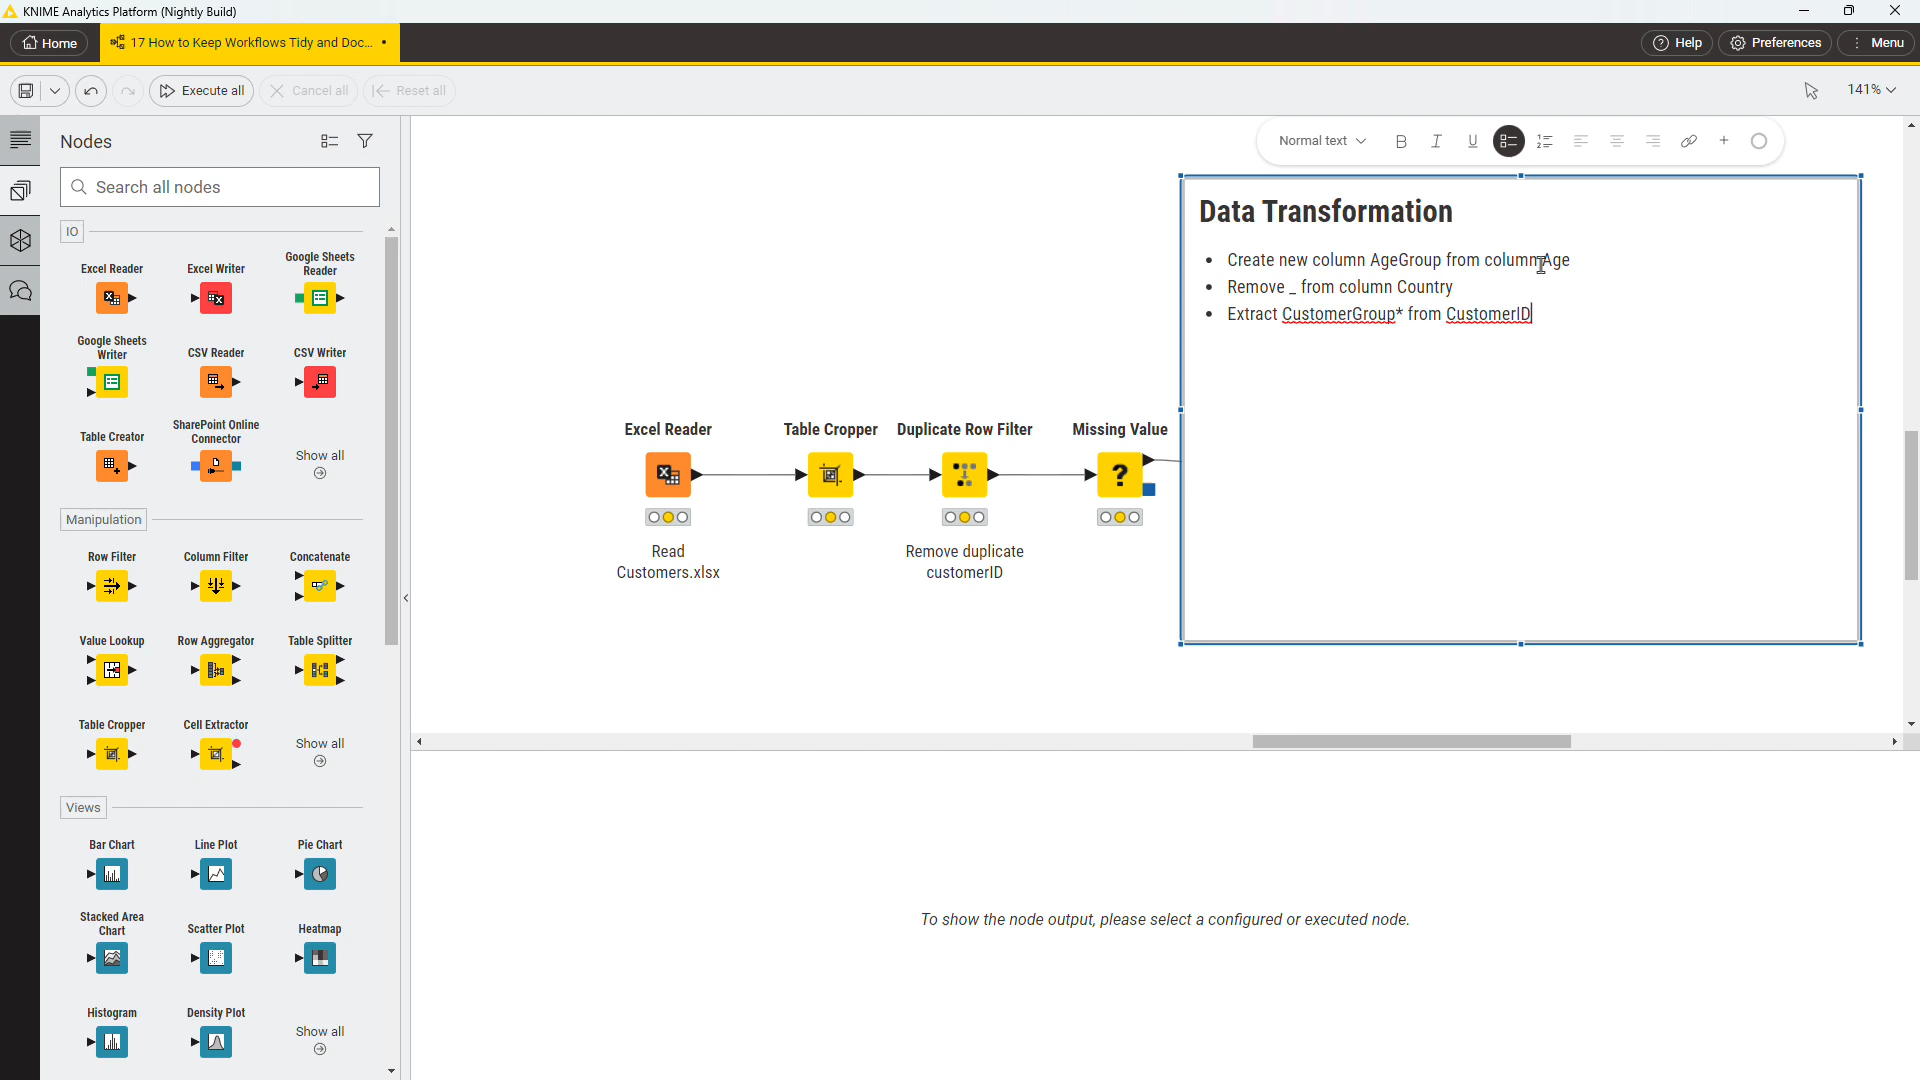 KNIME Analytics Platform (Nightly Build)
Home
17 How to Keep Workflows Tidy and Doc... •
Help
Preferences
Menu
Execute all
Cancel all
Reset all
141%
Nodes
Search all nodes
IO
Excel Reader
Excel Writer
Google Sheets
Reader
Google Sheets
Writer
CSV Reader
CSV Writer
Table Creator
SharePoint Online
Connector
Show all
Manipulation
Row Filter
Column Filter
Concatenate
Value Lookup
Row Aggregator
Table Splitter
Table Cropper
Cell Extractor
Show all
Views
Bar Chart
Line Plot
Pie Chart
Stacked Area
Chart
Scatter Plot
Heatmap
Histogram
Density Plot
Show all
Normal text
B I U
Data Transformation
• Create new column AgeGroup from column Age
• Remove _ from column Country
• Extract CustomerGroup* from CustomerID
Excel Reader
Table Cropper
Duplicate Row Filter
Missing Value
?
Read
Customers.xlsx
Remove duplicate
customerID
To show the node output, please select a configured or executed node.